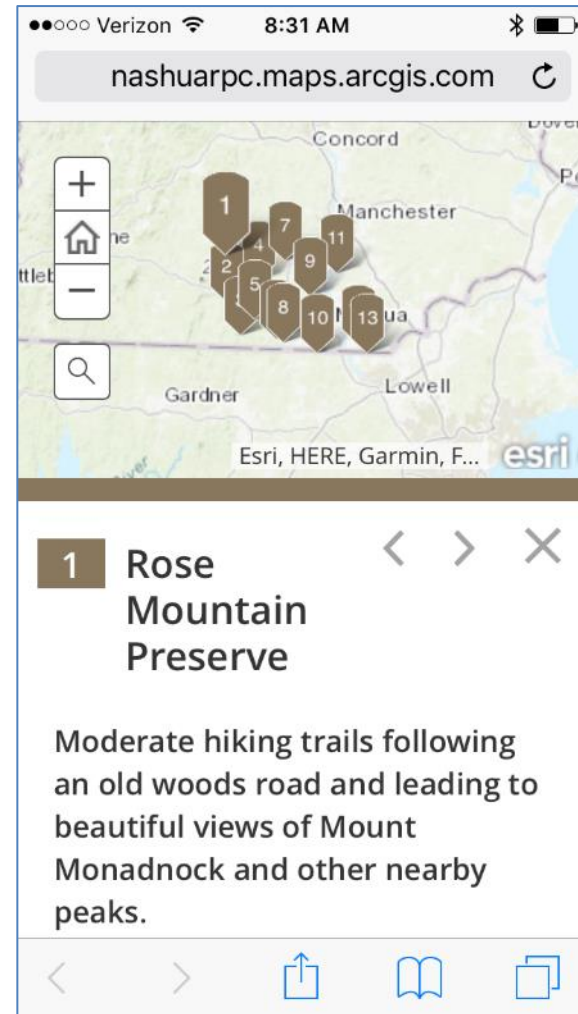 Verizon 8:31 AM
nashuarpc.maps.arcgis.com
Concord
Manchester
1
7
11
4
9
2
5
8
10
13
ua
Gardner
Lowell
Esri, HERE, Garmin, F...
esri
1 Rose
Mountain
Preserve
Moderate hiking trails following
an old woods road and leading to
beautiful views of Mount
Monadnock and other nearby
peaks.